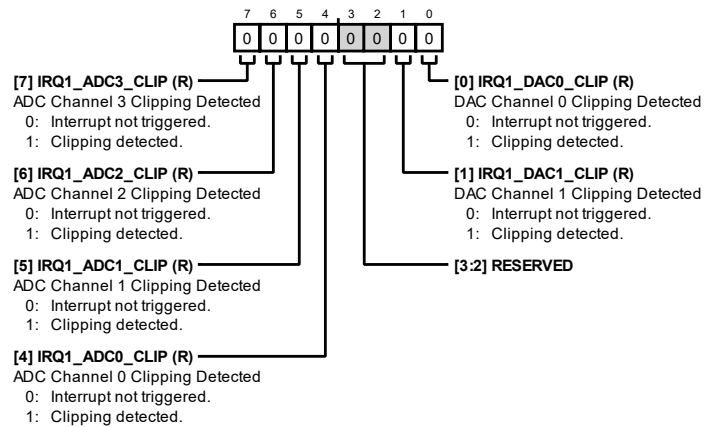 7 6 5 4 3 2 1 0
0 0 0 0 0 0 0 0
[7] IRQ1_ADC3_CLIP (R)
ADC Channel 3 Clipping Detected
0: Interrupt not triggered.
1: Clipping detected.
[6] IRQ1_ADC2_CLIP (R)
ADC Channel 2 Clipping Detected
0: Interrupt not triggered.
1: Clipping detected.
[5] IRQ1_ADC1_CLIP (R)
ADC Channel 1 Clipping Detected
0: Interrupt not triggered.
1: Clipping detected.
[4] IRQ1_ADC0_CLIP (R)
ADC Channel 0 Clipping Detected
0: Interrupt not triggered.
1: Clipping detected.
[0] IRQ1_DAC0_CLIP (R)
DAC Channel 0 Clipping Detected
0: Interrupt not triggered.
1: Clipping detected.
[1] IRQ1_DAC1_CLIP (R)
DAC Channel 1 Clipping Detected
0: Interrupt not triggered.
1: Clipping detected.
[3:2] RESERVED